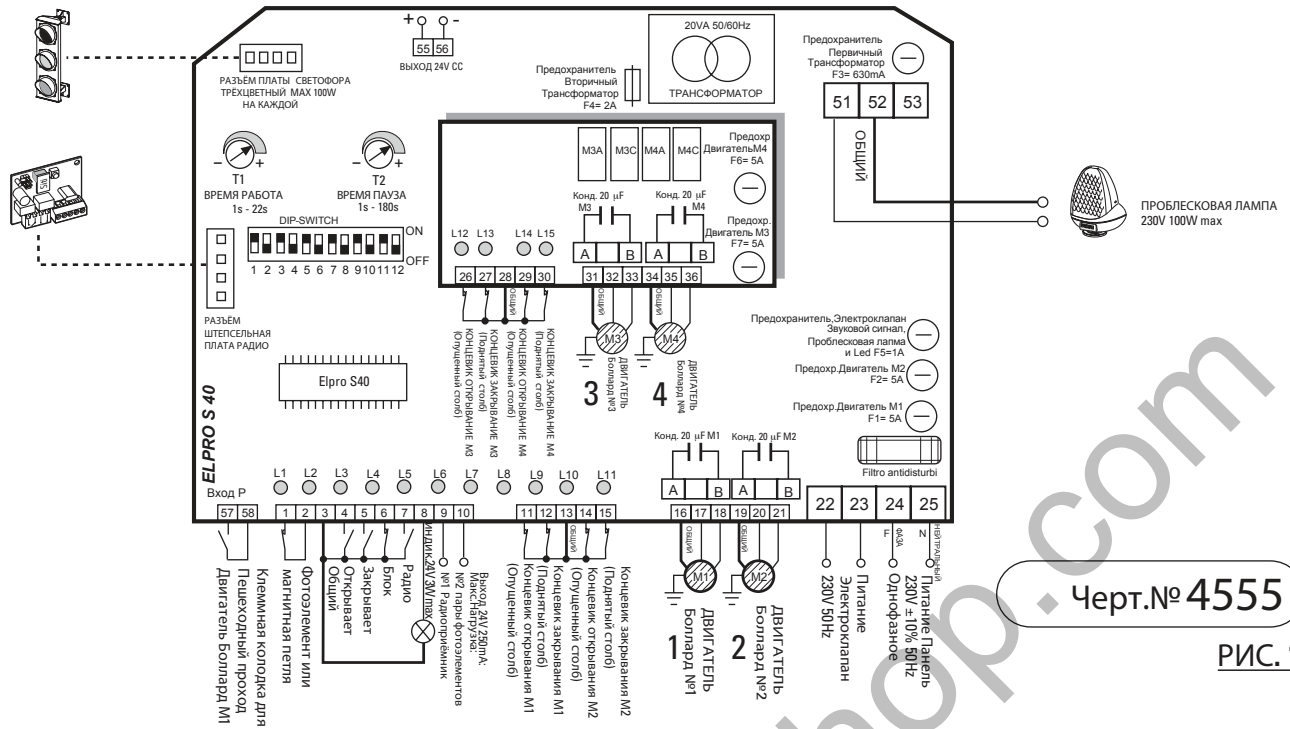 + -
55 56
ВЫХОД 24V CC
РАЗЪЁМ ПЛАТЫ СВЕТОФОРА
ТРЁХЦВЕТНЫЙ MAX 100W
НА КАЖДОЙ
Предохранитель
Вторичный
Трансформатор
F4= 2A
20VA 50/60Hz
ТРАНСФОРМАТОР
Предохранитель
Первичный
Трансформатор
F3= 630mA
51 52 53
ОБЩИЙ
ПРОБЛЕСКОВАЯ ЛАМПА
230V 100W max
- +
T1
ВРЕМЯ РАБОТА
1s - 22s
- +
T2
ВРЕМЯ ПАУЗА
1s - 180s
DIP-SWITCH
ON
OFF
1 2 3 4 5 6 7 8 9 10 11 12
РАЗЪЁМ
ШТЕПСЕЛЬНАЯ
ПЛАТА РАДИО
M3A M3C M4A M4C
Предохр
ДвигательM4
F6= 5A
Предохр.
Двигатель M3
F7= 5A
Конд. 20 µF
M3
Конд. 20 µF
M4
A B A B
L12 L13 L14 L15
26 27 28 29 30
31 32 33 34 35 36
ОБЩИЙ
ОБЩИЙ
ОБЩИЙ
КОНЦЕВИК ОТКРЫВАНИЕ M3
(Опущенный столб)
КОНЦЕВИК ЗАКРЫВАНИЕ M3
(Поднятый столб)
КОНЦЕВИК ОТКРЫВАНИЕ M4
(Опущенный столб)
КОНЦЕВИК ЗАКРЫВАНИЕ M4
(Поднятый столб)
M3
3
ДВИГАТЕЛЬ
Боллард №3
M4
4
ДВИГАТЕЛЬ
Боллард №4
Предохранитель,Электроклапан
Звуковой сигнал,
Проблесковая лапма
и Led F5=1A
Предохр.Двигатель M2
F2= 5A
Предохр.Двигатель M1
F1= 5A
Filtro antidisturbi
Elpro S40
ELPRO S 40
Вход P
L1 L2 L3 L4 L5 L6 L7 L8 L9 L10 L11
57 58
1 2 3 4 5 6 7 8 9 10
11 12 13 14 15
Конд. 20 µF M1
Конд. 20 µF M2
A B A B
16 17 18 19 20 21
22 23 24 25
ОБЩИЙ
ОБЩИЙ
ОБЩИЙ
F ФАЗА
N НЕЙТРАЛЬНЫЙ
Клеммная колодка для
Пешеходный проход
Двигатель Боллард M1
Фотоэлемент или
магнитная петля
Общий
Открывает
Закрывает
Блок
Радио
ИНДИК.24V 3W max
Выход 24V 250mA:
Макс.Нагрузка:
№2 пары фотоэлементов
№1 Радиоприёмник
Концевик открывания M1
(Опущенный столб)
Концевик закрывания M1
(Поднятый столб)
Концевик открывания M2
(Опущенный столб)
Концевик закрывания M2
(Поднятый столб)
M1
1
ДВИГАТЕЛЬ
Боллард №1
M2
2
ДВИГАТЕЛЬ
Боллард №2
Питание
Электроклапан
230V 50Hz
Питание Панель
230V ±10% 50 Hz
Однофазное
Черт.№ 4555
РИС.
hop.com